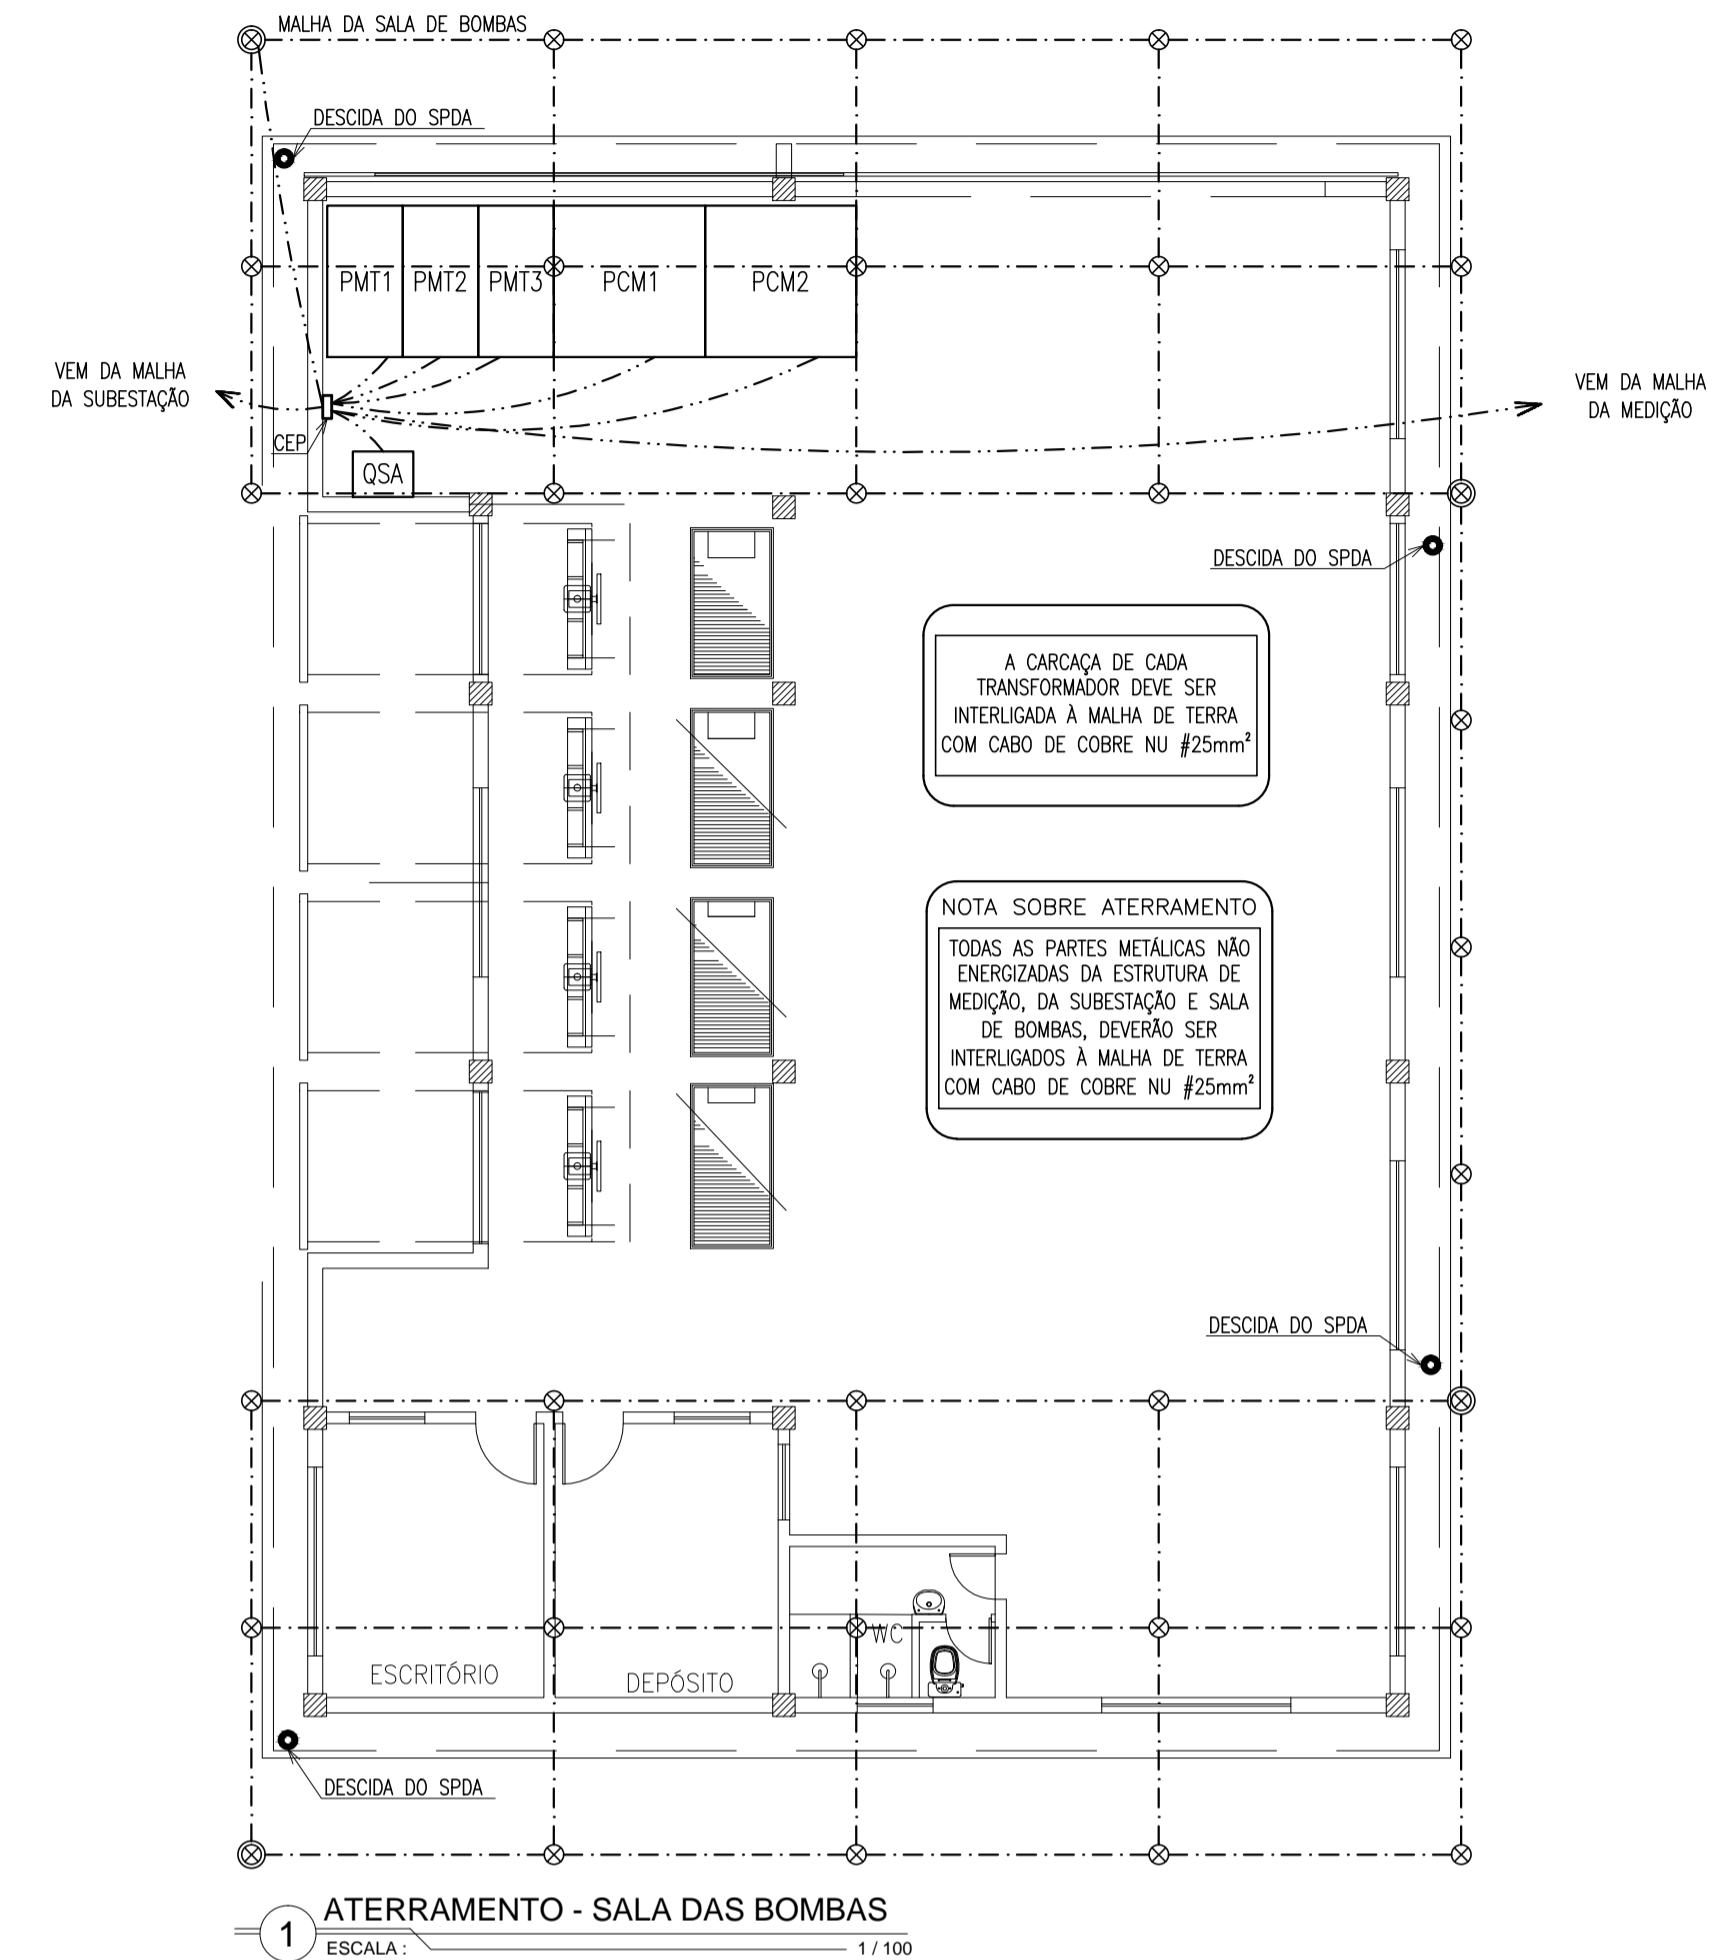 MALHA DA SALA DE BOMBAS
DESCIDA DO SPDA
PMT1
PMT2
PMT3
PCM1
PCM2
VEM DA MALHA
DA SUBESTAÇÃO
VEM DA MALHA
DA MEDIÇÃO
CEP
QSA
DESCIDA DO SPDA
A CARCAÇA DE CADA
TRANSFORMADOR DEVE SER
INTERLIGADA À MALHA DE TERRA
COM CABO DE COBRE NU #25mm²
NOTA SOBRE ATERRAMENTO
TODAS AS PARTES METÁLICAS NÃO
ENERGIZADAS DA ESTRUTURA DE
MEDIÇÃO, DA SUBESTAÇÃO E SALA
DE BOMBAS, DEVERÃO SER
INTERLIGADOS À MALHA DE TERRA
COM CABO DE COBRE NU #25mm²
DESCIDA DO SPDA
WC
ESCRITÓRIO
DEPÓSITO
DESCIDA DO SPDA
1
ATERRAMENTO - SALA DAS BOMBAS
ESCALA : 1 / 100